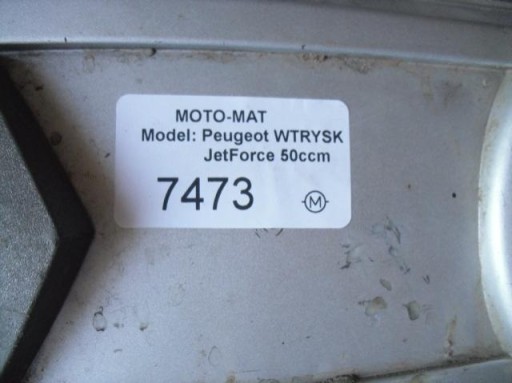 MOTO-MAT
Model: Peugeot WTRYSK
JetForce 50ccm
7473 M